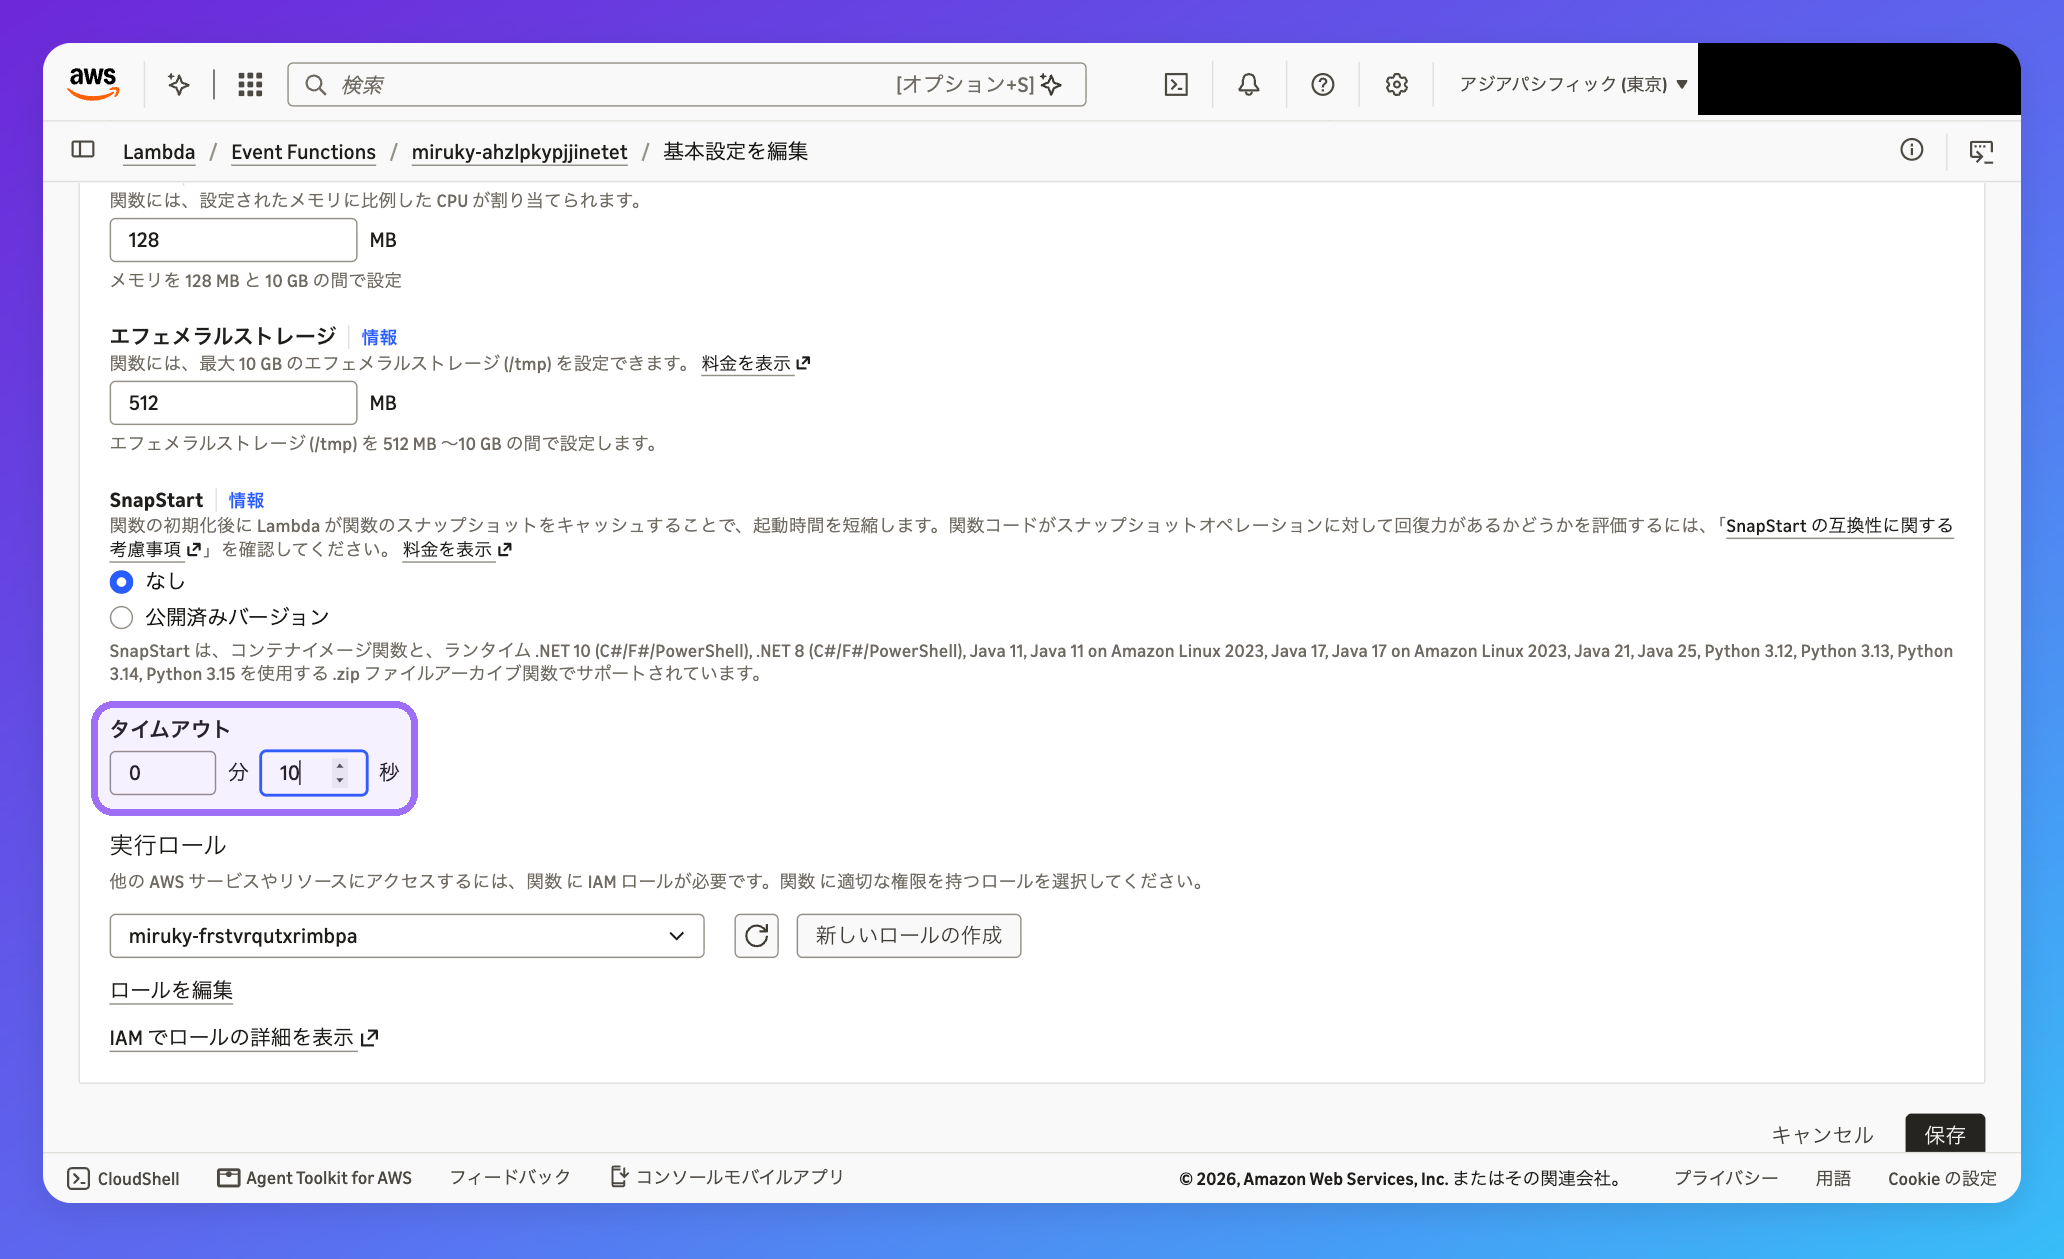 aws
検索
[オプション+S]
アジアパシフィック (東京) ▼
Lambda / Event Functions / miruky-ahzlpkypjjinetet / 基本設定を編集
関数には、設定されたメモリに比例した CPU が割り当てられます。
128 MB
メモリを 128 MB と 10 GB の間で設定
エフェメラルストレージ 情報
関数には、最大 10 GB のエフェメラルストレージ (/tmp) を設定できます。 料金を表示
512 MB
エフェメラルストレージ (/tmp) を 512 MB ～10 GB の間で設定します。
SnapStart 情報
関数の初期化後に Lambda が関数のスナップショットをキャッシュすることで、起動時間を短縮します。関数コードがスナップショットオペレーションに対して回復力があるかどうかを評価するには、「SnapStart の互換性に関する
考慮事項」を確認してください。 料金を表示
なし
公開済みバージョン
SnapStart は、コンテナイメージ関数と、ランタイム .NET 10 (C#/F#/PowerShell), .NET 8 (C#/F#/PowerShell), Java 11, Java 11 on Amazon Linux 2023, Java 17, Java 17 on Amazon Linux 2023, Java 21, Java 25, Python 3.12, Python 3.13, Python
3.14, Python 3.15 を使用する .zip ファイルアーカイブ関数でサポートされています。
タイムアウト
0 分 10 秒
実行ロール
他の AWS サービスやリソースにアクセスするには、関数 に IAM ロールが必要です。関数 に適切な権限を持つロールを選択してください。
miruky-frstvrqutxrimbpa
新しいロールの作成
ロールを編集
IAM でロールの詳細を表示
キャンセル 保存
CloudShell Agent Toolkit for AWS フィードバック コンソールモバイルアプリ © 2026, Amazon Web Services, Inc. またはその関連会社。 プライバシー 用語 Cookie の設定